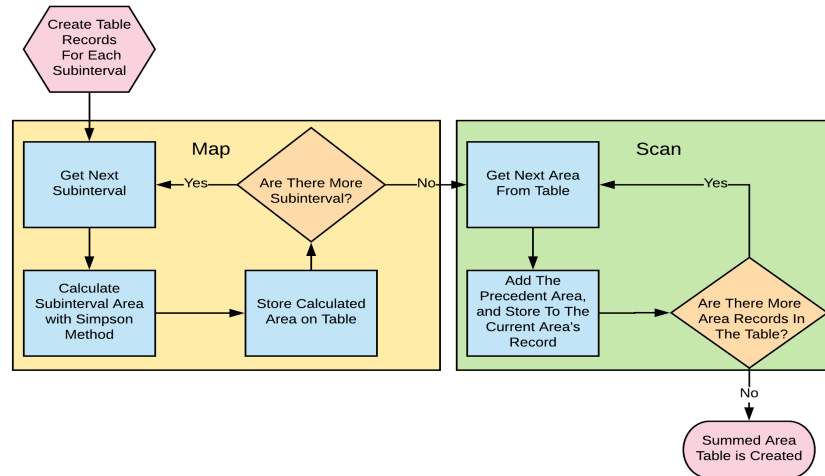 Create Table
Records
For Each
Subinterval
Map
Get Next
Subinterval
Yes
Are There More
Subinterval?
No
Calculate
Subinterval Area
with Simpson
Method
Store Calculated
Area on Table
Scan
Get Next Area
From Table
Yes
Add The
Precedent Area,
and Store To The
Current Area's
Record
Are There More
Area Records In
The Table?
No
Summed Area
Table is Created